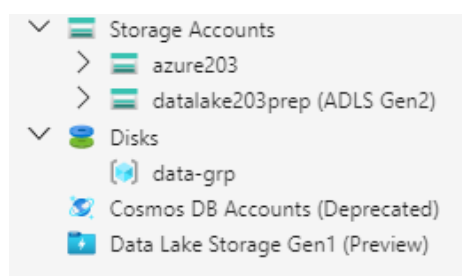 Storage Accounts
azure203
datalake203prep (ADLS Gen2)
Disks
data-grp
Cosmos DB Accounts (Deprecated)
Data Lake Storage Gen1 (Preview)